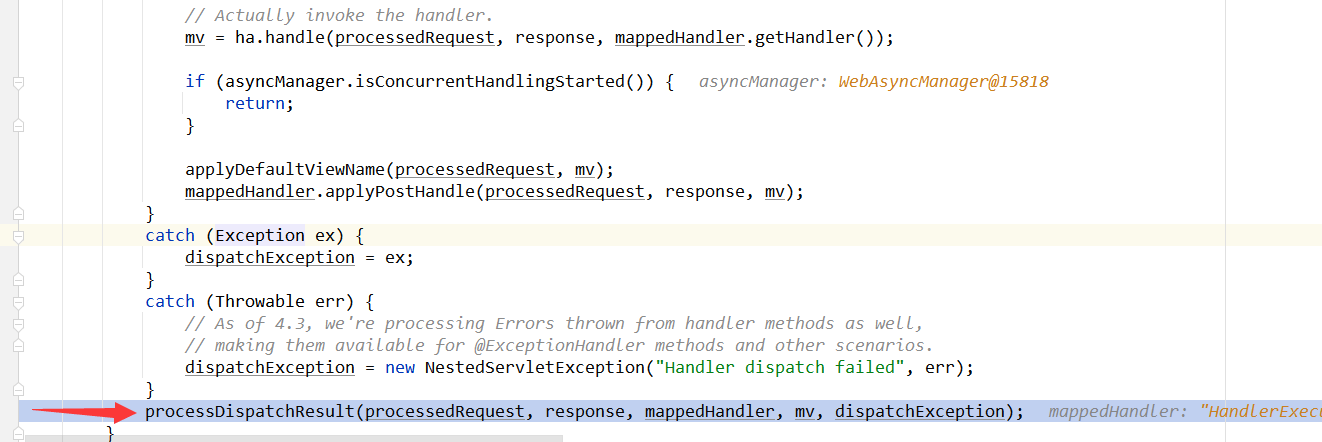 // Actually invoke the handler.
mv = ha.handle(processedRequest, response, mappedHandler.getHandler());
if (asyncManager.isConcurrentHandlingStarted()) {  asyncManager: WebAsyncManager@15818
return;
}
applyDefaultViewName(processedRequest, mv);
mappedHandler.applyPostHandle(processedRequest, response, mv);
}
catch (Exception ex) {
dispatchException = ex;
}
catch (Throwable err) {
// As of 4.3, we're processing Errors thrown from handler methods as well,
// making them available for @ExceptionHandler methods and other scenarios.
dispatchException = new NestedServletException("Handler dispatch failed", err);
}
processDispatchResult(processedRequest, response, mappedHandler, mv, dispatchException);  mappedHandler: "HandlerExecu
}